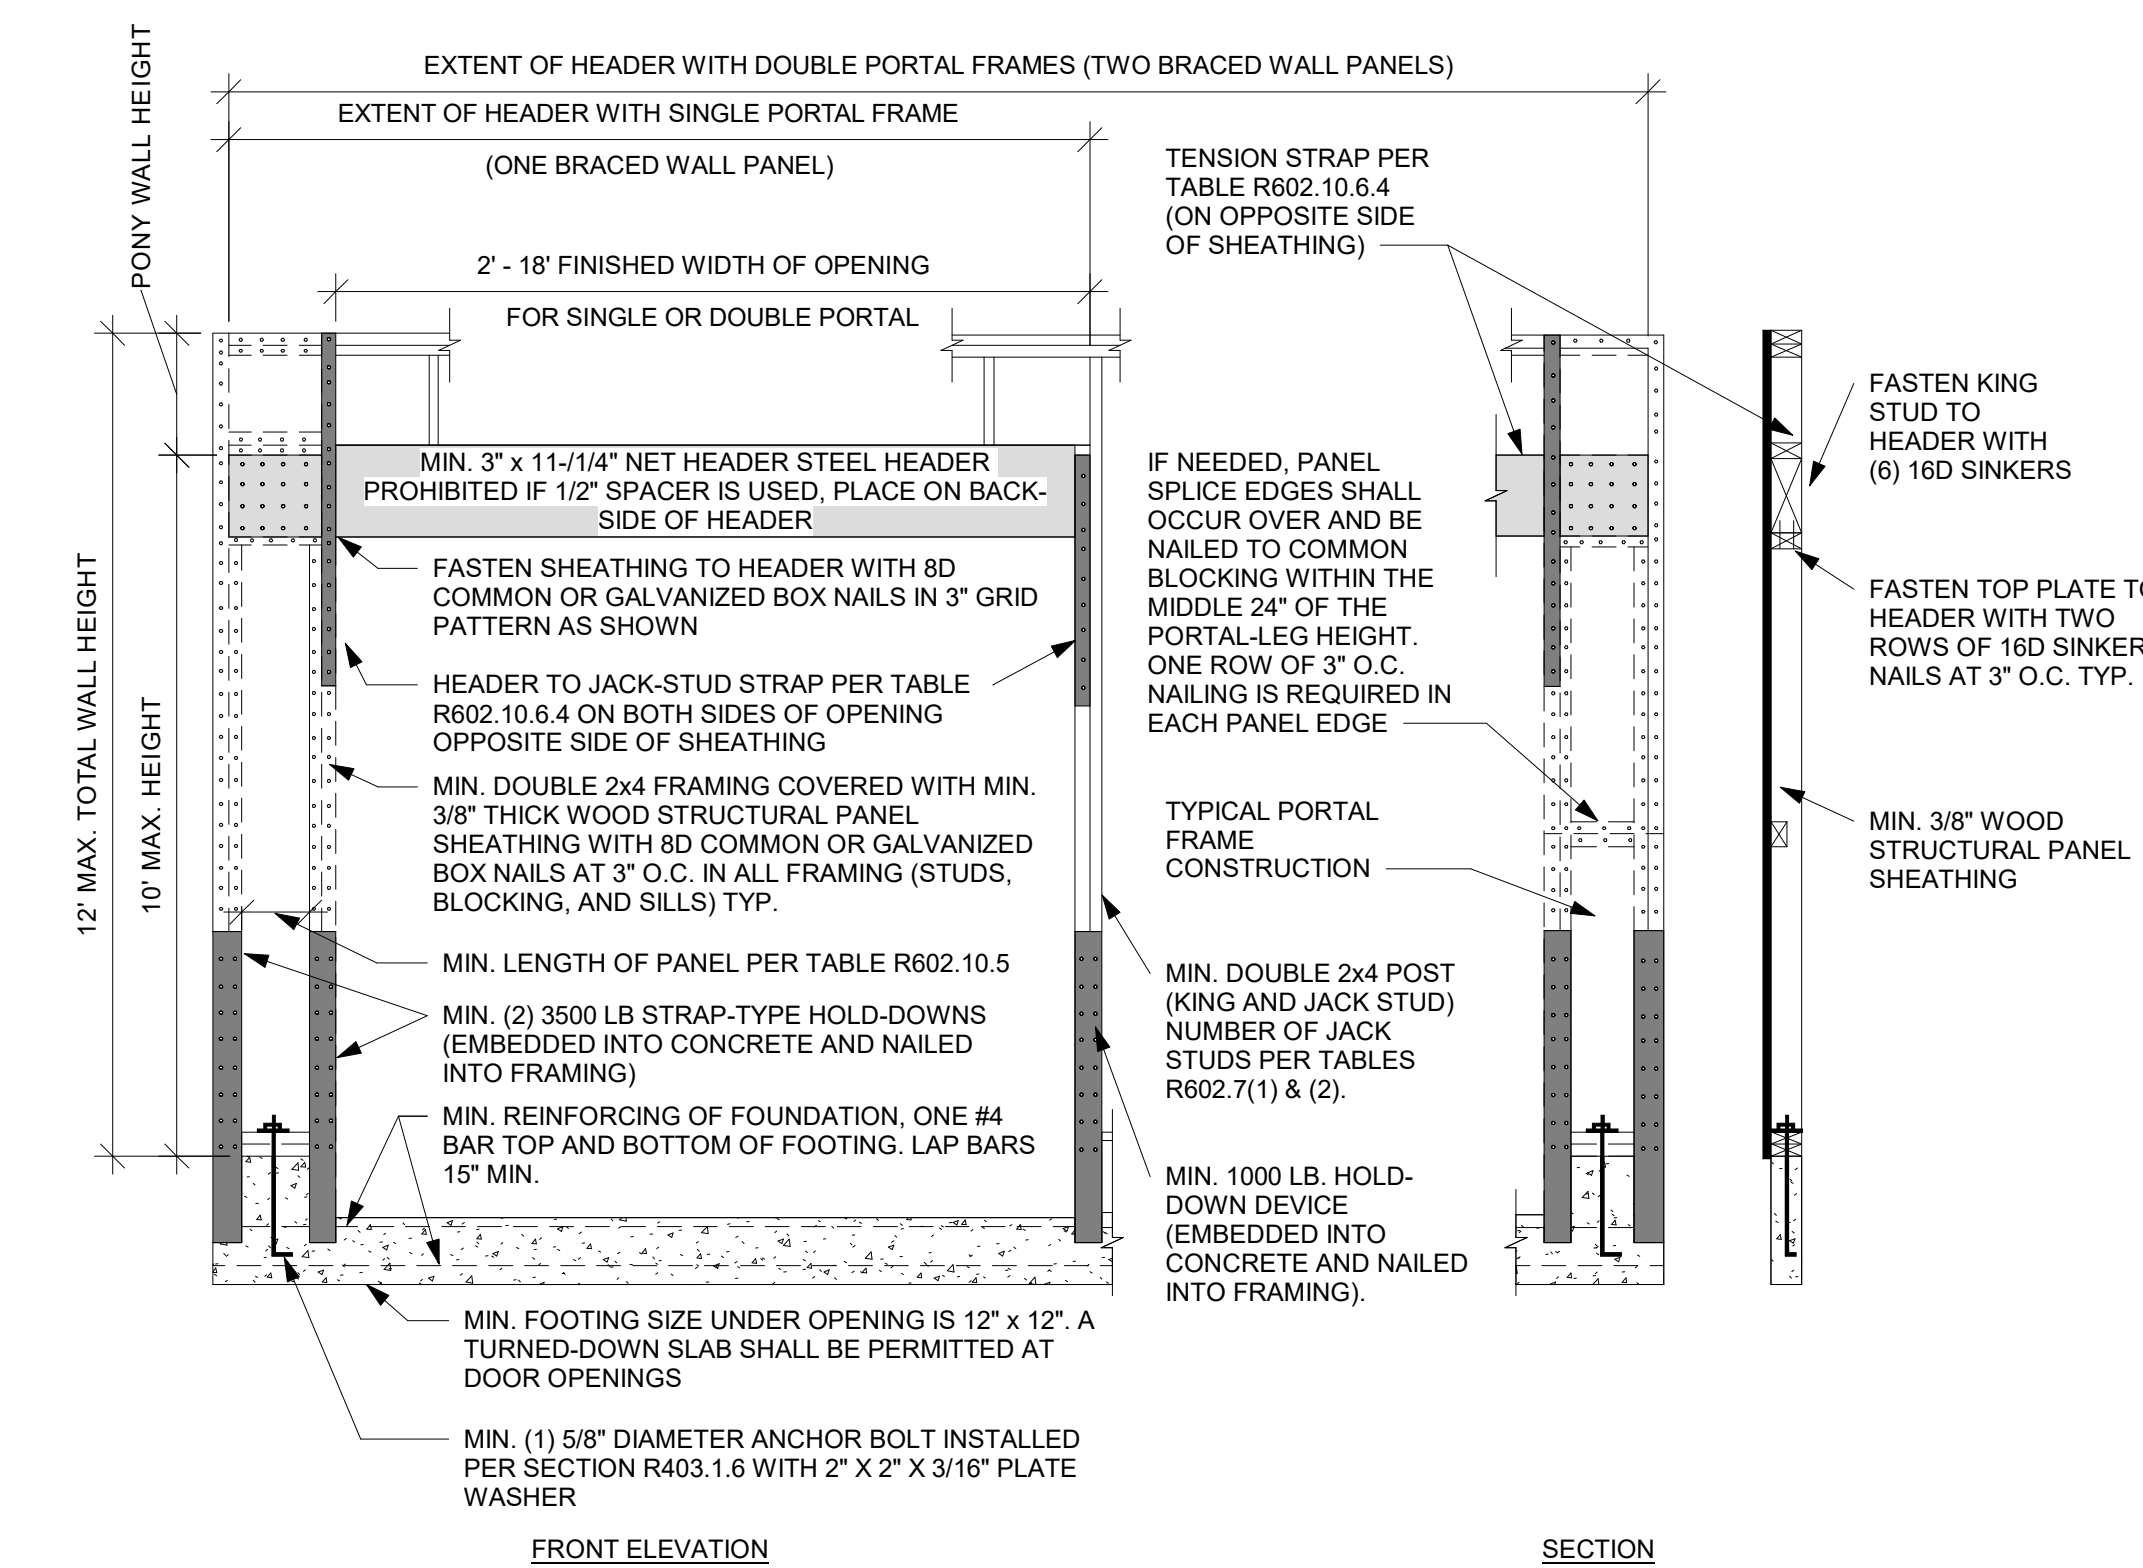 EXTENT OF HEADER WITH DOUBLE PORTAL FRAMES (TWO BRACED WALL PANELS)
EXTENT OF HEADER WITH SINGLE PORTAL FRAME
(ONE BRACED WALL PANEL)
2' - 18' FINISHED WIDTH OF OPENING
FOR SINGLE OR DOUBLE PORTAL
PONY WALL HEIGHT
12' MAX. TOTAL WALL HEIGHT
10' MAX. HEIGHT
MIN. 3" x 11-/1/4" NET HEADER STEEL HEADER
PROHIBITED IF 1/2" SPACER IS USED, PLACE ON BACK-
SIDE OF HEADER
FASTEN SHEATHING TO HEADER WITH 8D
COMMON OR GALVANIZED BOX NAILS IN 3" GRID
PATTERN AS SHOWN
HEADER TO JACK-STUD STRAP PER TABLE
R602.10.6.4 ON BOTH SIDES OF OPENING
OPPOSITE SIDE OF SHEATHING
MIN. DOUBLE 2x4 FRAMING COVERED WITH MIN.
3/8" THICK WOOD STRUCTURAL PANEL
SHEATHING WITH 8D COMMON OR GALVANIZED
BOX NAILS AT 3" O.C. IN ALL FRAMING (STUDS,
BLOCKING, AND SILLS) TYP.
MIN. LENGTH OF PANEL PER TABLE R602.10.5
MIN. (2) 3500 LB STRAP-TYPE HOLD-DOWNS
(EMBEDDED INTO CONCRETE AND NAILED
INTO FRAMING)
MIN. REINFORCING OF FOUNDATION, ONE #4
BAR TOP AND BOTTOM OF FOOTING. LAP BARS
15" MIN.
MIN. FOOTING SIZE UNDER OPENING IS 12" x 12". A
TURNED-DOWN SLAB SHALL BE PERMITTED AT
DOOR OPENINGS
MIN. (1) 5/8" DIAMETER ANCHOR BOLT INSTALLED
PER SECTION R403.1.6 WITH 2" X 2" X 3/16" PLATE
WASHER
FRONT ELEVATION
TENSION STRAP PER
TABLE R602.10.6.4
(ON OPPOSITE SIDE
OF SHEATHING)
IF NEEDED, PANEL
SPLICE EDGES SHALL
OCCUR OVER AND BE
NAILED TO COMMON
BLOCKING WITHIN THE
MIDDLE 24" OF THE
PORTAL-LEG HEIGHT.
ONE ROW OF 3" O.C.
NAILING IS REQUIRED IN
EACH PANEL EDGE
TYPICAL PORTAL
FRAME
CONSTRUCTION
MIN. DOUBLE 2x4 POST
(KING AND JACK STUD)
NUMBER OF JACK
STUDS PER TABLES
R602.7(1) & (2).
MIN. 1000 LB. HOLD-
DOWN DEVICE
(EMBEDDED INTO
CONCRETE AND NAILED
INTO FRAMING).
FASTEN KING
STUD TO
HEADER WITH
(6) 16D SINKERS
FASTEN TOP PLATE TO
HEADER WITH TWO
ROWS OF 16D SINKER
NAILS AT 3" O.C. TYP.
MIN. 3/8" WOOD
STRUCTURAL PANEL
SHEATHING
SECTION